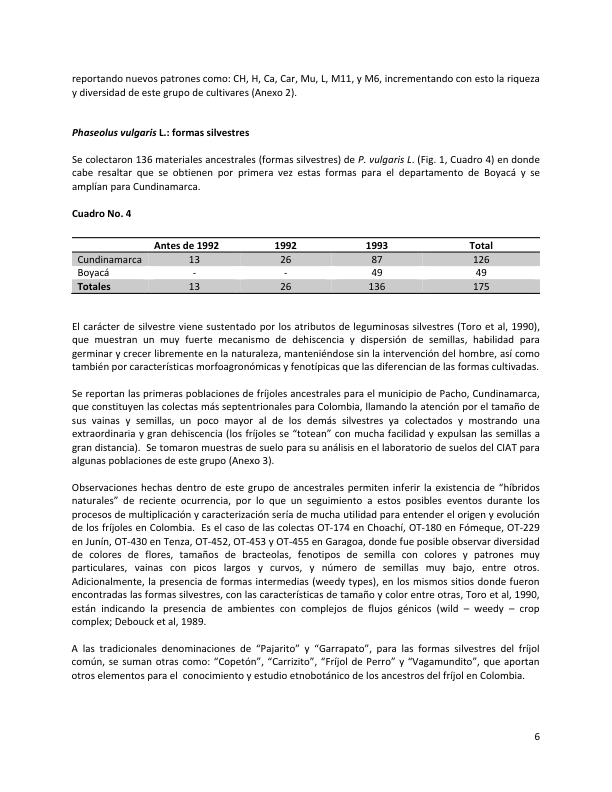 reportando nuevos patrones como: CH, H, Ca, Car, Mu, L, M11, y M6, incrementando con esto la riqueza
y diversidad de este grupo de cultivares (Anexo 2).
Phaseolus vulgaris L.: formas silvestres
Se colectaron 136 materiales ancestrales (formas silvestres) de P. vulgaris L. (Fig. 1, Cuadro 4) en donde
cabe resaltar que se obtienen por primera vez estas formas para el departamento de Boyacá y se
amplían para Cundinamarca.
Cuadro No. 4
Antes de 1992 1992 1993 Total
Cundinamarca 13 26 87 126
Boyacá - - 49 49
Totales 13 26 136 175
El carácter de silvestre viene sustentado por los atributos de leguminosas silvestres (Toro et al, 1990),
que muestran un muy fuerte mecanismo de dehiscencia y dispersión de semillas, habilidad para
germinar y crecer libremente en la naturaleza, manteniéndose sin la intervención del hombre, así como
también por características morfoagronómicas y fenotípicas que las diferencian de las formas cultivadas.
Se reportan las primeras poblaciones de fríjoles ancestrales para el municipio de Pacho, Cundinamarca,
que constituyen las colectas más septentrionales para Colombia, llamando la atención por el tamaño de
sus vainas y semillas, un poco mayor al de los demás silvestres ya colectados y mostrando una
extraordinaria y gran dehiscencia (los fríjoles se “totean” con mucha facilidad y expulsan las semillas a
gran distancia). Se tomaron muestras de suelo para su análisis en el laboratorio de suelos del CIAT para
algunas poblaciones de este grupo (Anexo 3).
Observaciones hechas dentro de este grupo de ancestrales permiten inferir la existencia de “híbridos
naturales” de reciente ocurrencia, por lo que un seguimiento a estos posibles eventos durante los
procesos de multiplicación y caracterización sería de mucha utilidad para entender el origen y evolución
de los fríjoles en Colombia. Es el caso de las colectas OT-174 en Choachí, OT-180 en Fómeque, OT-229
en Junín, OT-430 en Tenza, OT-452, OT-453 y OT-455 en Garagoa, donde fue posible observar diversidad
de colores de flores, tamaños de bracteolas, fenotipos de semilla con colores y patrones muy
particulares, vainas con picos largos y curvos, y número de semillas muy bajo, entre otros.
Adicionalmente, la presencia de formas intermedias (weedy types), en los mismos sitios donde fueron
encontradas las formas silvestres, con las características de tamaño y color entre otras, Toro et al, 1990,
están indicando la presencia de ambientes con complejos de flujos génicos (wild – weedy – crop
complex; Debouck et al, 1989.
A las tradicionales denominaciones de “Pajarito” y “Garrapato”, para las formas silvestres del fríjol
común, se suman otras como: “Copetón”, “Carrizito”, “Fríjol de Perro” y “Vagamundito”, que aportan
otros elementos para el conocimiento y estudio etnobotánico de los ancestros del fríjol en Colombia.
6